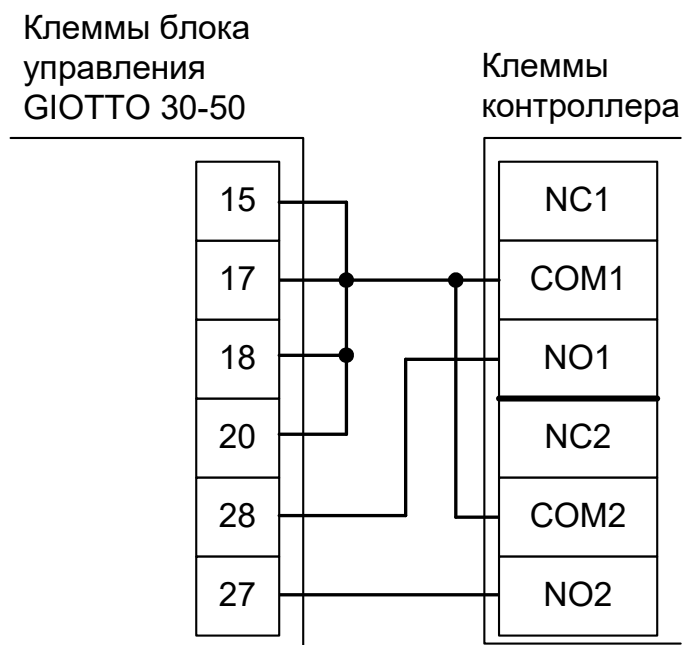 Клеммы блока
управления
GIOTTO 30-50
Клеммы
контроллера
15
17
18
20
28
27
NC1
COM1
NO1
NC2
COM2
NO2